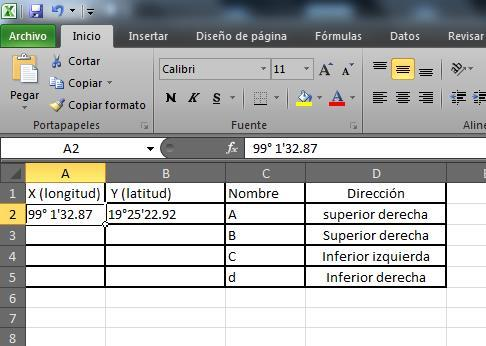 Archivo Inicio Insertar Diseño de página Fórmulas Datos Revisar
Cortar
Copiar
Copiar formato
Pegar
Portapapeles
Calibri 11 A A
N K S A
Fuente
Aline
A2 fx 99° 1'32.87
A B C D
1 X (longitud) Y (latitud) Nombre Dirección
2 99° 1'32.87 19°25'22.92 A superior derecha
3 B Superior derecha
4 C Inferior izquierda
5 d Inferior derecha
6
7
8